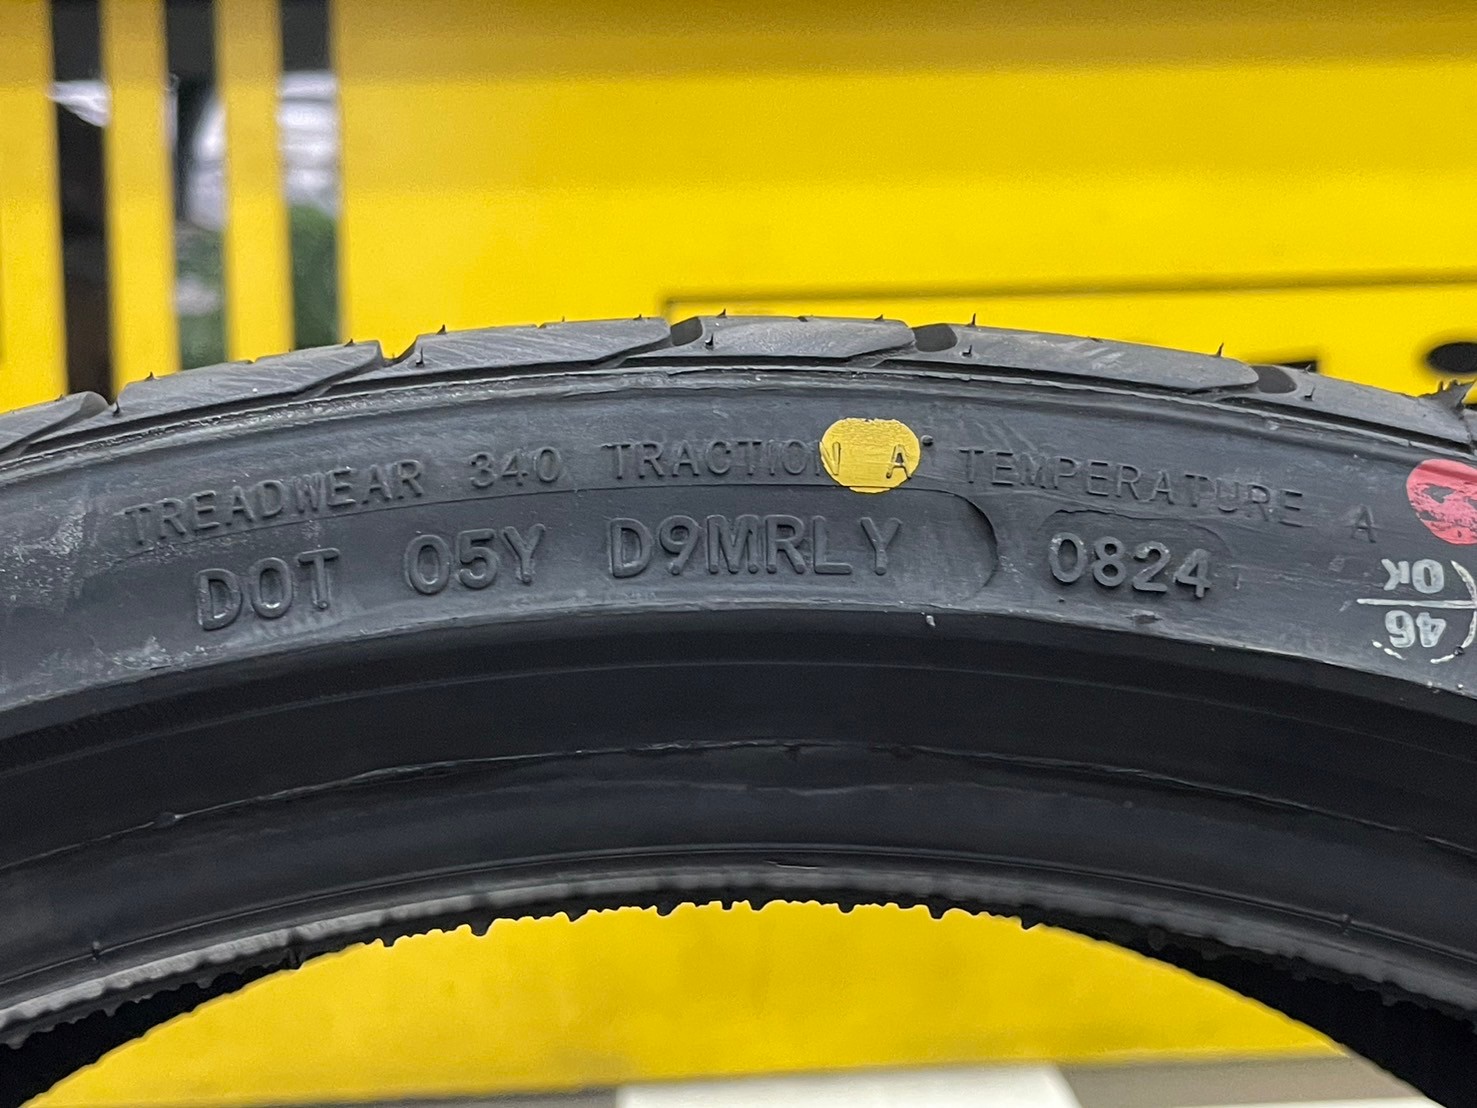 TREADWEAR 340 TRACTION A TEMPERATURE A
DOT 05Y D9MRLY 0824
OK
46